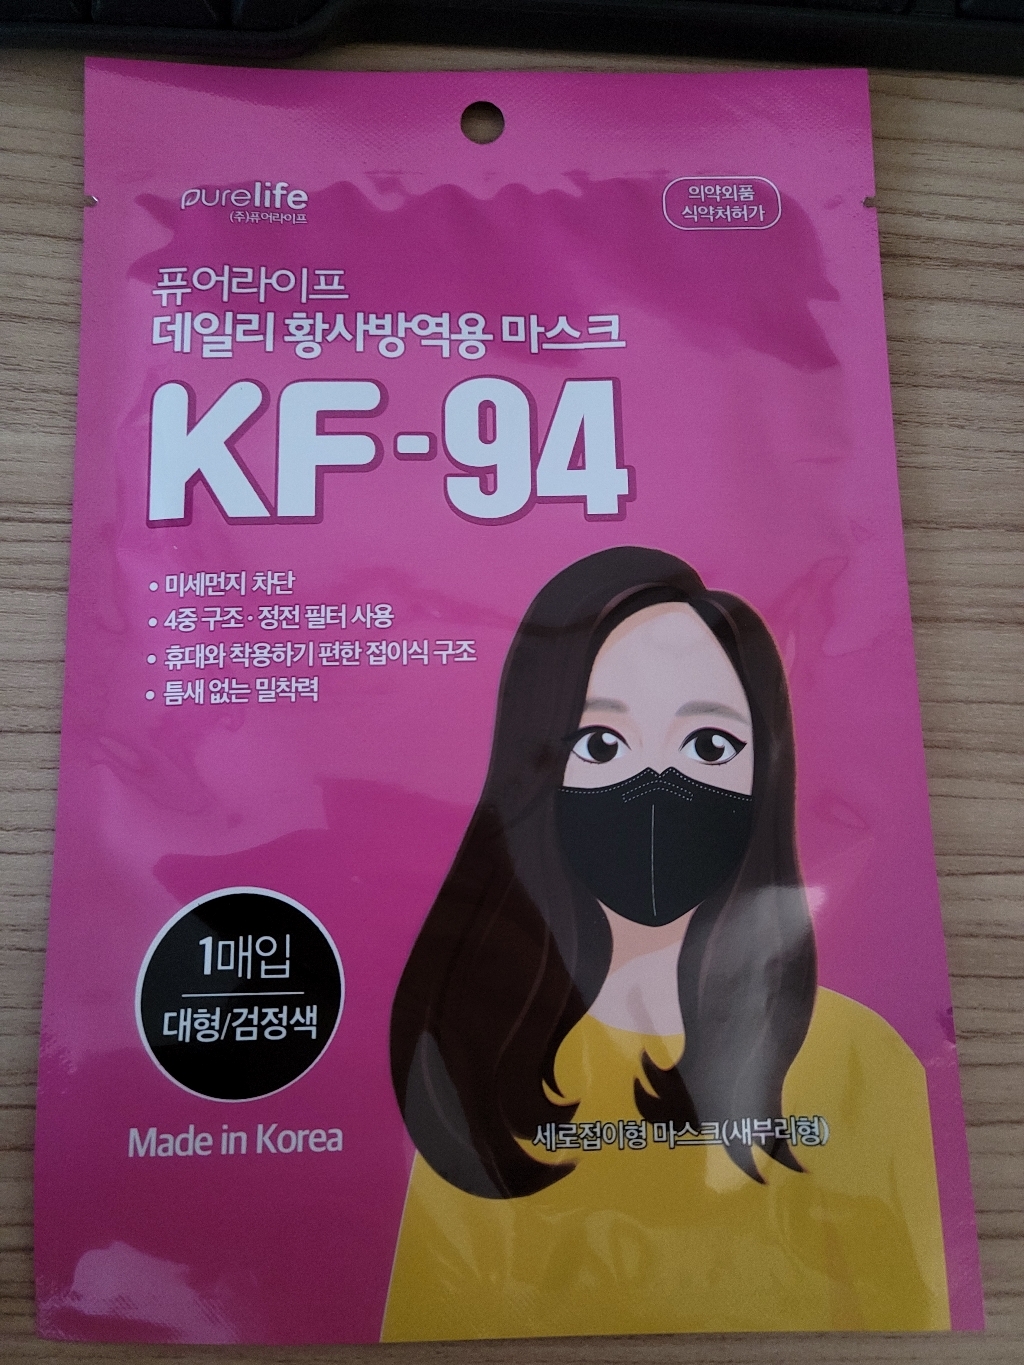 purelife
(주)퓨어라이프
의약외품
식약처허가
퓨어라이프
데일리 황사방역용 마스크
KF-94
• 미세먼지 차단
• 4중 구조·정전 필터 사용
• 휴대와 착용하기 편한 접이식 구조
• 틈새 없는 밀착력
1매입
대형/검정색
Made in Korea
세로접이형 마스크(새부리형)